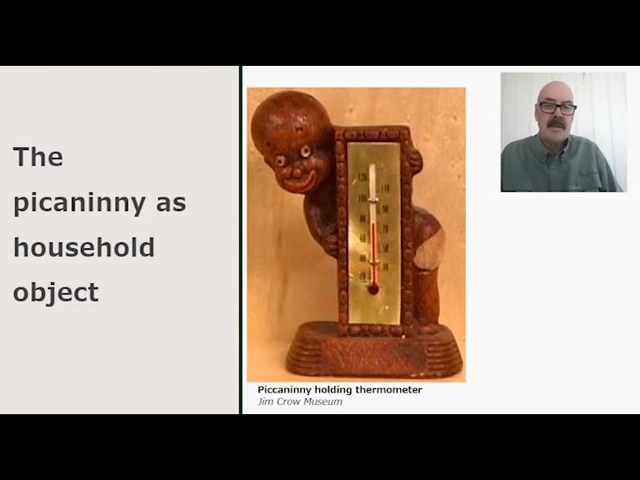 The
picaninny as
household
object
Piccaninny holding thermometer
Jim Crow Museum